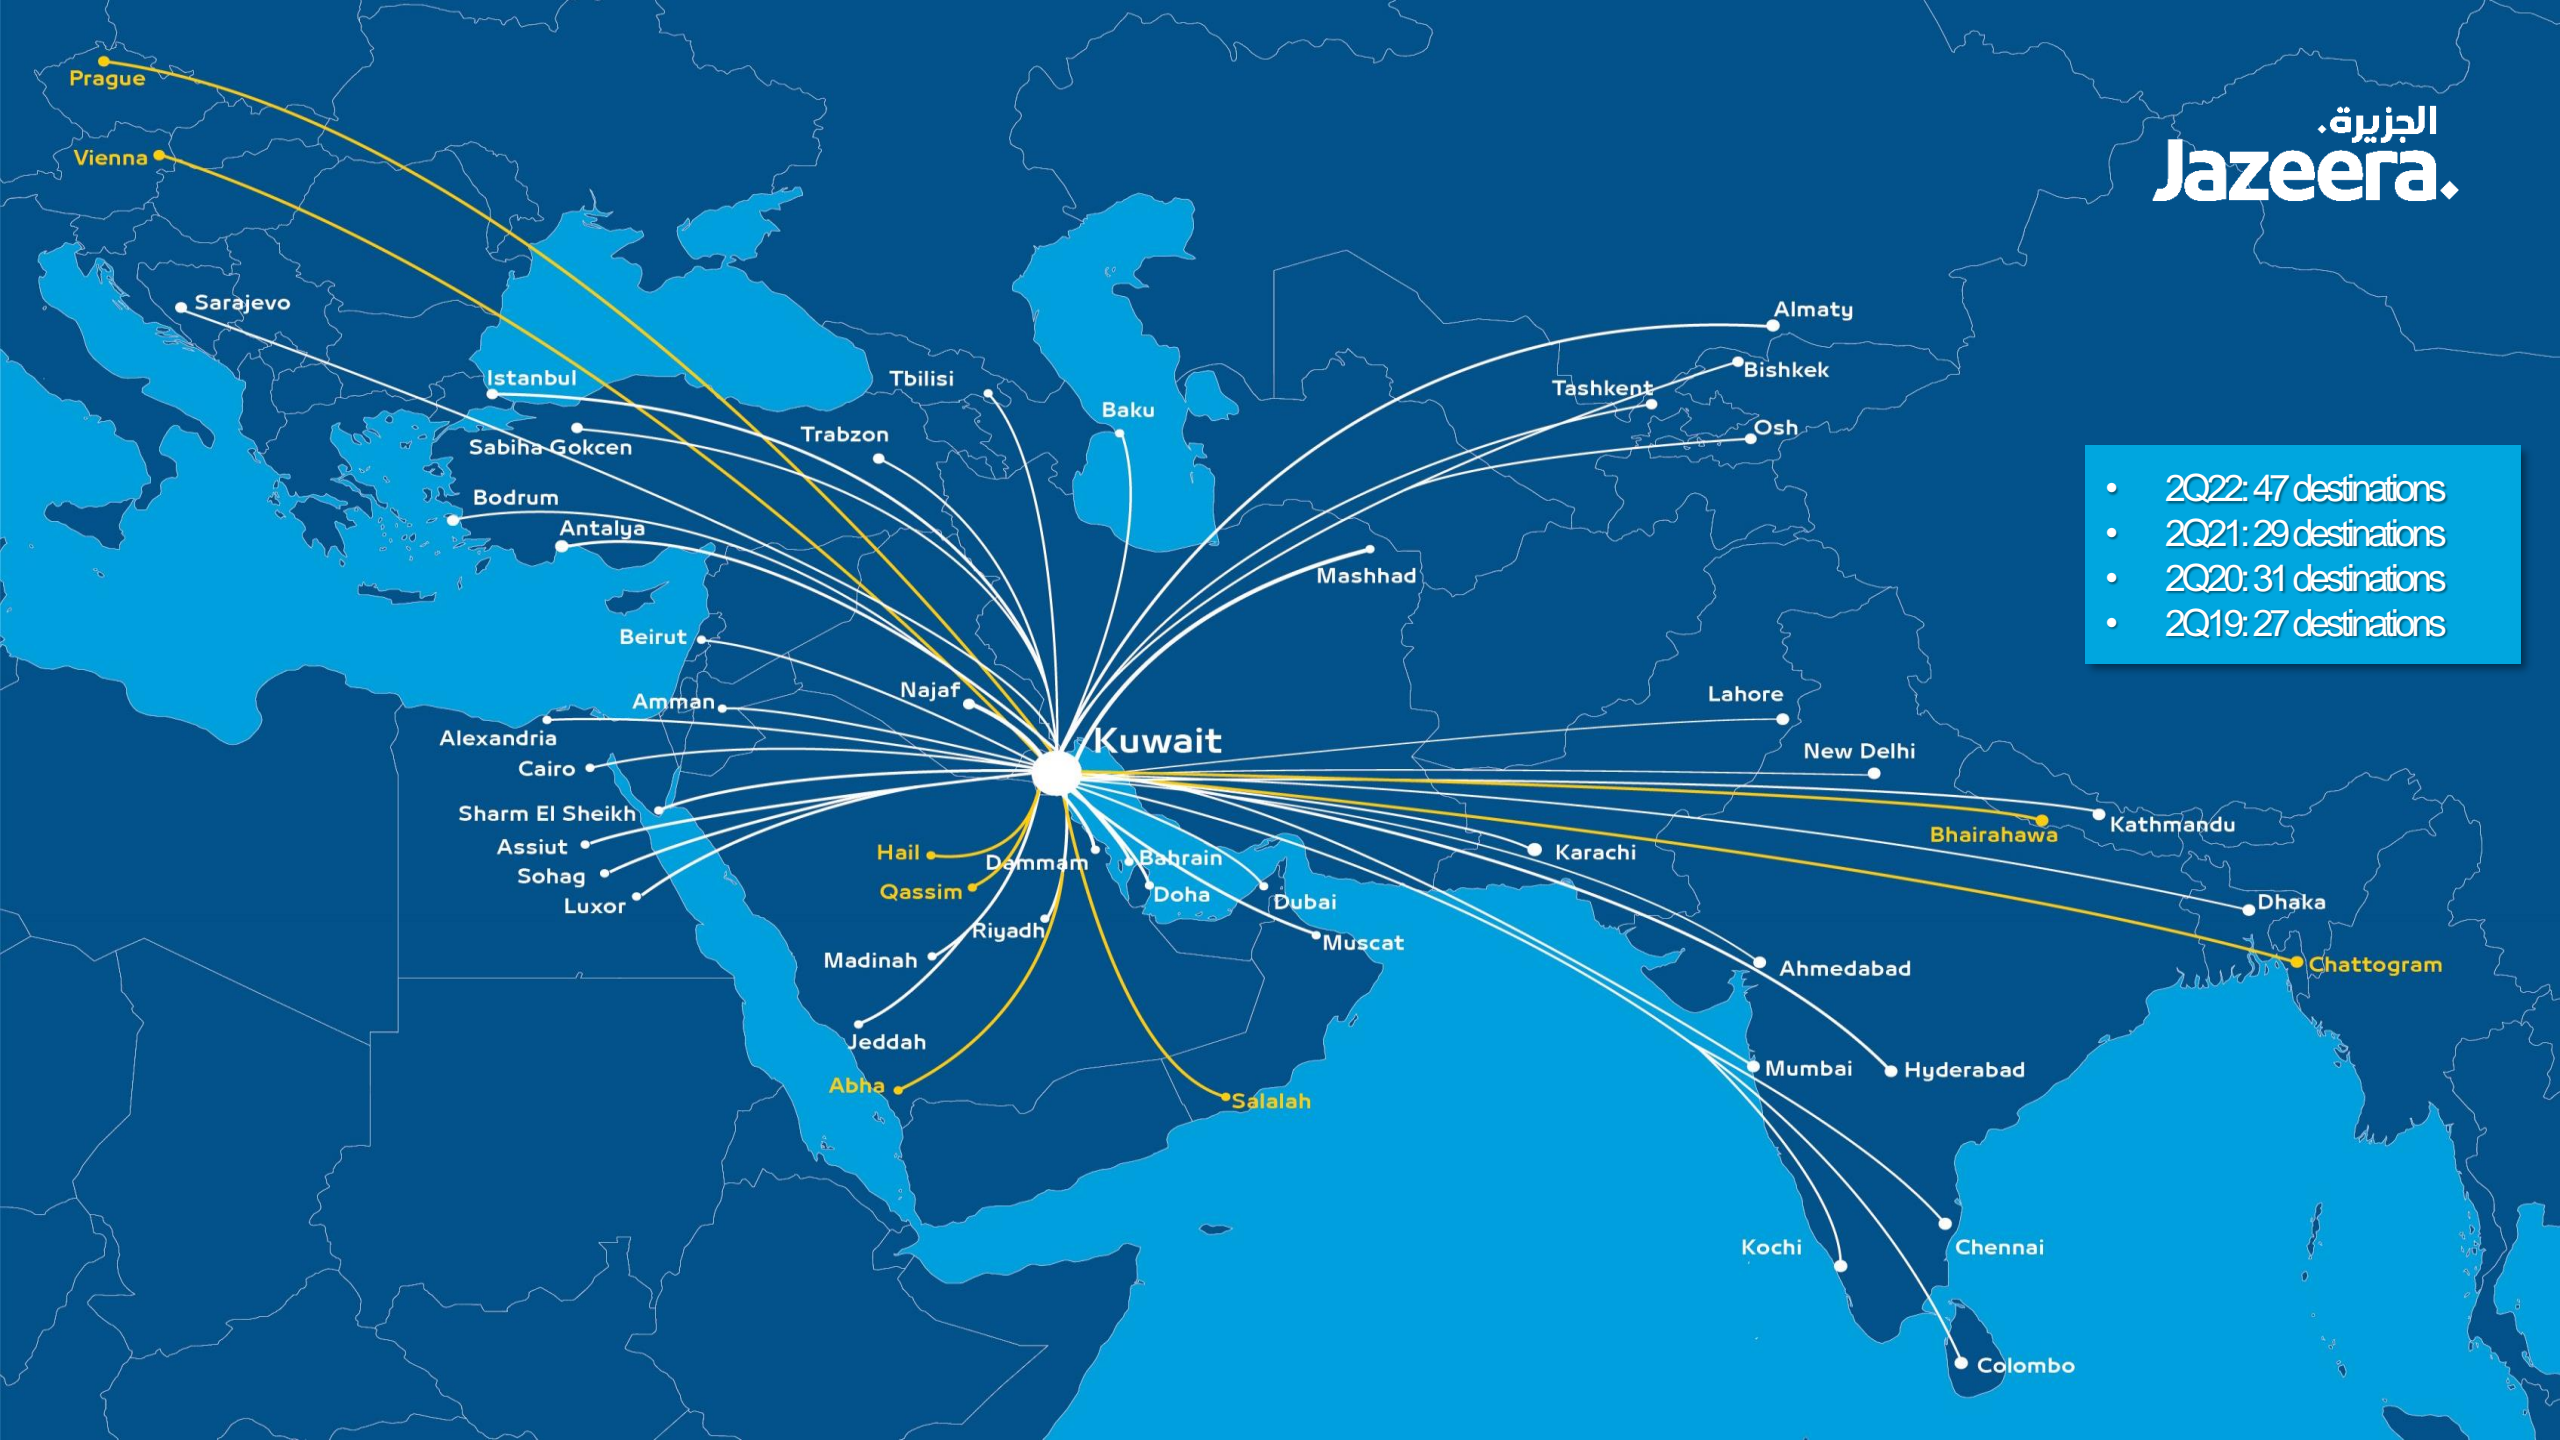 Prague
Vienna
الجزيرة.
Jazeera.
Sarajevo
Almaty
Istanbul
Tbilisi
Bishkek
Tashkent
Baku
Osh
Trabzon
Sabiha Gokcen
• 2Q22: 47 destinations
• 2Q21: 29 destinations
• 2Q20: 31 destinations
• 2Q19: 27 destinations
Bodrum
Antalya
Mashhad
Beirut
Najaf
Lahore
Amman
Alexandria
Kuwait
New Delhi
Cairo
Sharm El Sheikh
Kathmandu
Bhairahawa
Assiut
Hail
Dammam
Bahrain
Karachi
Sohag
Qassim
Doha
Dubai
Dhaka
Luxor
Riyadh
Muscat
Madinah
Ahmedabad
Chattogram
Jeddah
Mumbai
Hyderabad
Abha
Salalah
Kochi
Chennai
Colombo